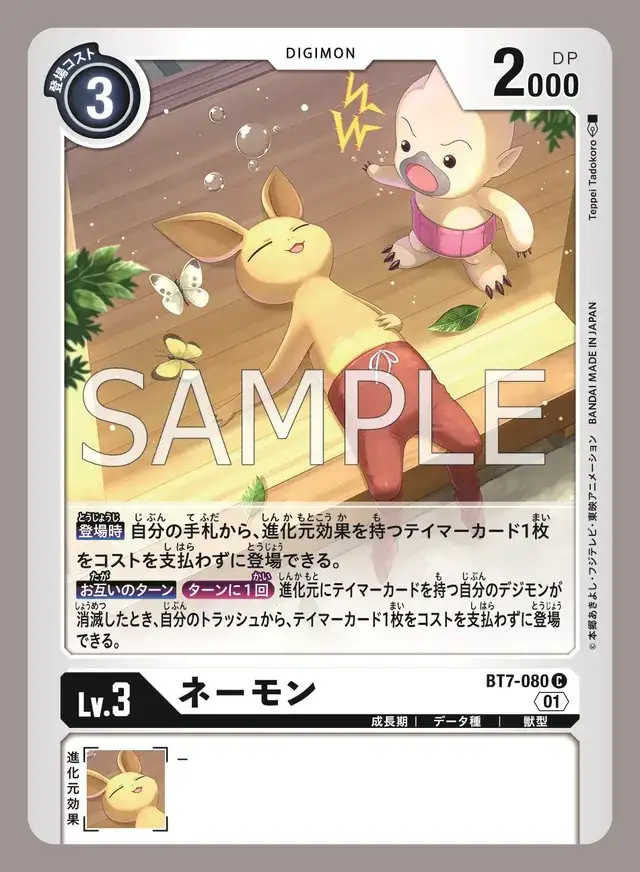 登場コスト
3
DIGIMON
DP
2000
Teppei Tadokoro
BANDAI MADE IN JAPAN
©本郷あきよし・フジテレビ・東映アニメーション
SAMPLE
登場時 自分の手札から、進化元効果を持つテイマーカード1枚
をコストを支払わずに登場できる。
お互いのターン ターンに1回 進化元にテイマーカードを持つ自分のデジモンが
消滅したとき、自分のトラッシュから、テイマーカード1枚をコストを支払わずに登場
できる。
Lv.3
ネーモン
BT7-080 C
01
成長期 | データ種 | 獣型
進化元効果
－